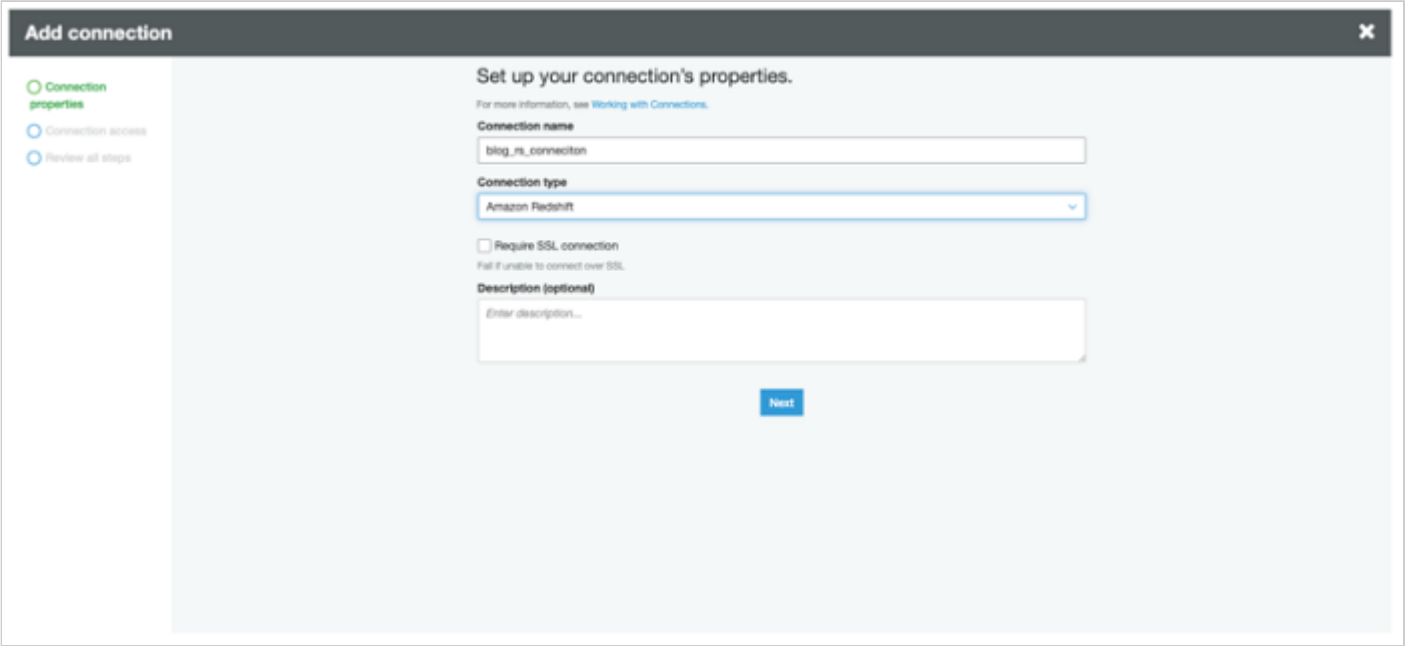 Add connection
Connection
properties
Connection access
Review all steps
Set up your connection's properties.
For more information, see Working with Connections.
Connection name
blog_rs_conneciton
Connection type
Amazon Redshift
Require SSL connection
Fail if unable to connect over SSL.
Description (optional)
Enter description...
Next